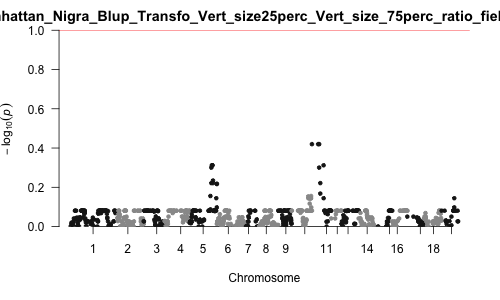 nhattan_Nigra_Blup_Transfo_Vert_size25perc_Vert_size_75perc_ratio_fiel
1.0
0.8
0.6
0.4
0.2
0.0
− log10(p)
1 2 3 4 5 6 7 8 9 11 14 16 18
Chromosome